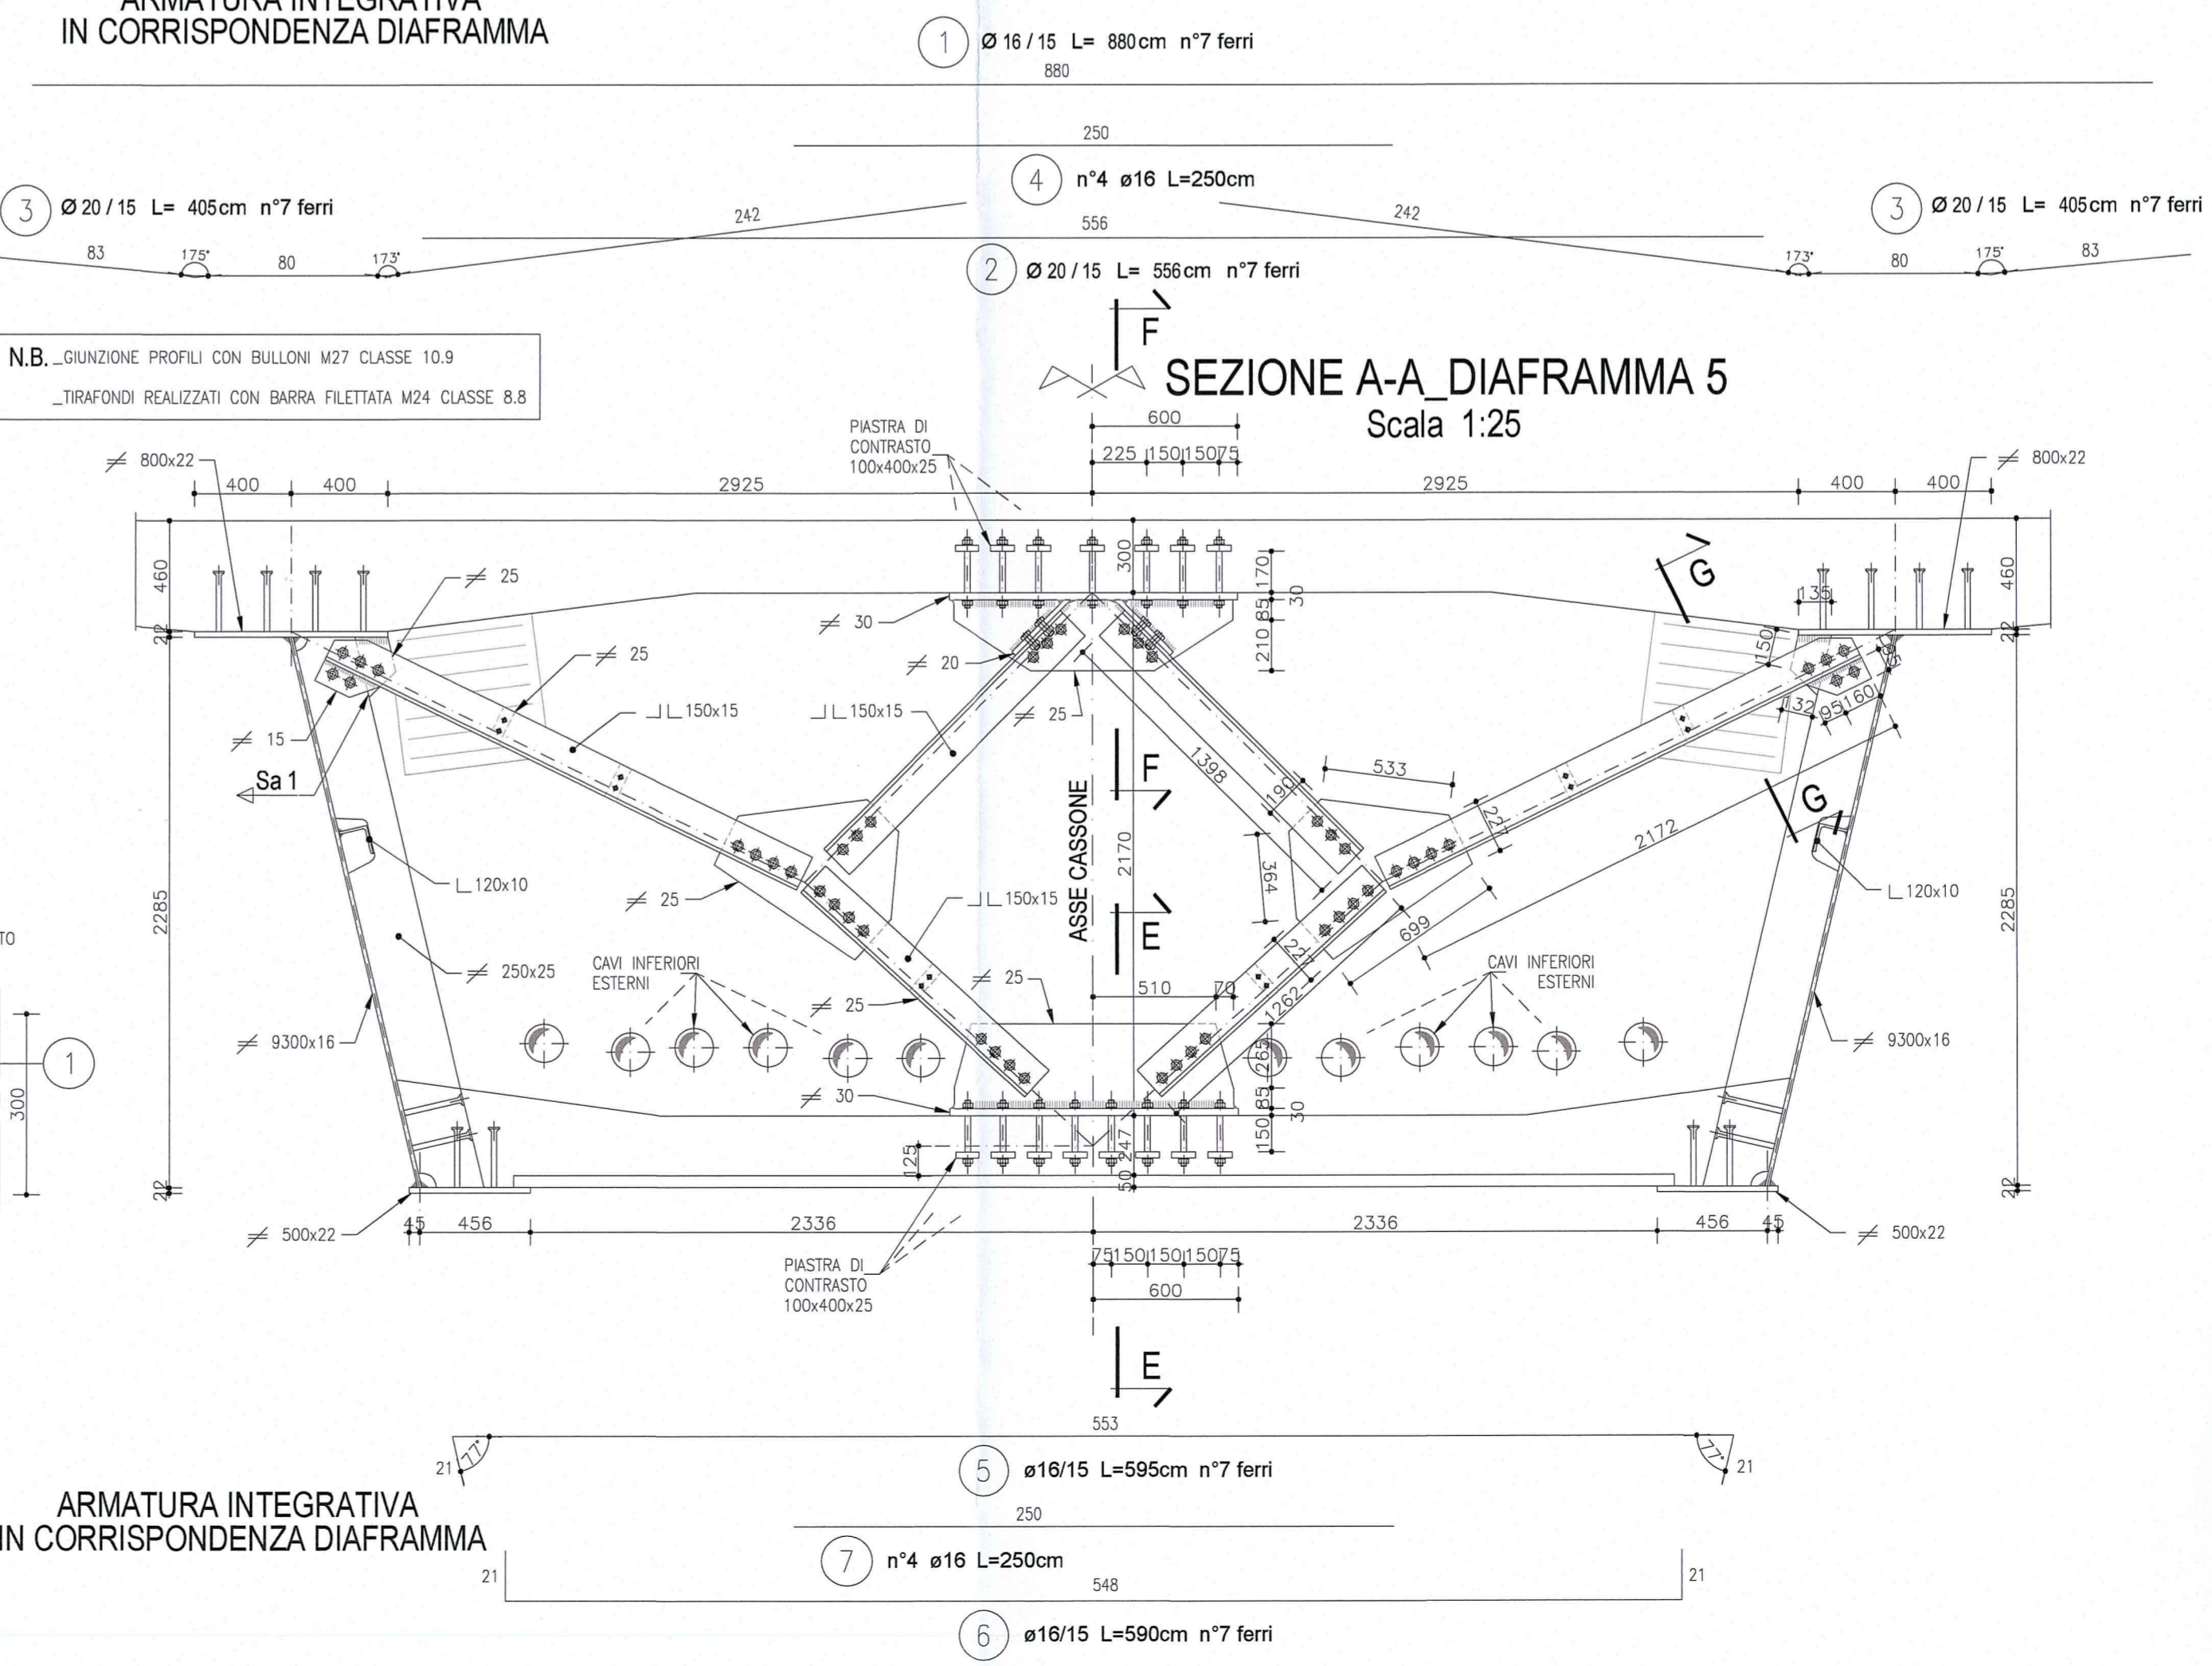 ARMATURA INTEGRATIVA
IN CORRISPONDENZA DIAFRAMMA
1 Ø 16 / 15 L= 880cm n°7 ferri
880
250
4 n°4 ø16 L=250cm
3 Ø 20 / 15 L= 405cm n°7 ferri
242
556
242
3 Ø 20 / 15 L= 405cm n°7 ferri
83 175° 80 173°
173° 80 175° 83
2 Ø 20 / 15 L= 556cm n°7 ferri
F
N.B. _GIUNZIONE PROFILI CON BULLONI M27 CLASSE 10.9
_TIRAFONDI REALIZZATI CON BARRA FILETTATA M24 CLASSE 8.8
SEZIONE A-A_DIAFRAMMA 5
Scala 1:25
600
PIASTRA DI
CONTRASTO
100x400x25
225 150 150 75
800x22
800x22
400 400 2925 2925 400 400
460
300
170
30
G
460
25
135
22
30
85
150
22
25
20
210
85
150x15
150x15
25
132 95 160
15
Sa 1
F
1398
533
190
G
221
2172
120x10
ASSE CASSONE
2170
364
120x10
2285
25
150x15
E
699
2285
TO
250x25
CAVI INFERIORI
ESTERNI
25
221
CAVI INFERIORI
ESTERNI
510 70
25
1262
9300x16
265
9300x16
1
300
30
85
30
150
125
247
50
22
22
500x22
45 456 2336 2336 456 45
500x22
75 150 150 150 75
PIASTRA DI
CONTRASTO
100x400x25
600
E
553
77°
77°
21
21
5 ø16/15 L=595cm n°7 ferri
ARMATURA INTEGRATIVA
IN CORRISPONDENZA DIAFRAMMA
250
7 n°4 ø16 L=250cm
21
548
21
6 ø16/15 L=590cm n°7 ferri